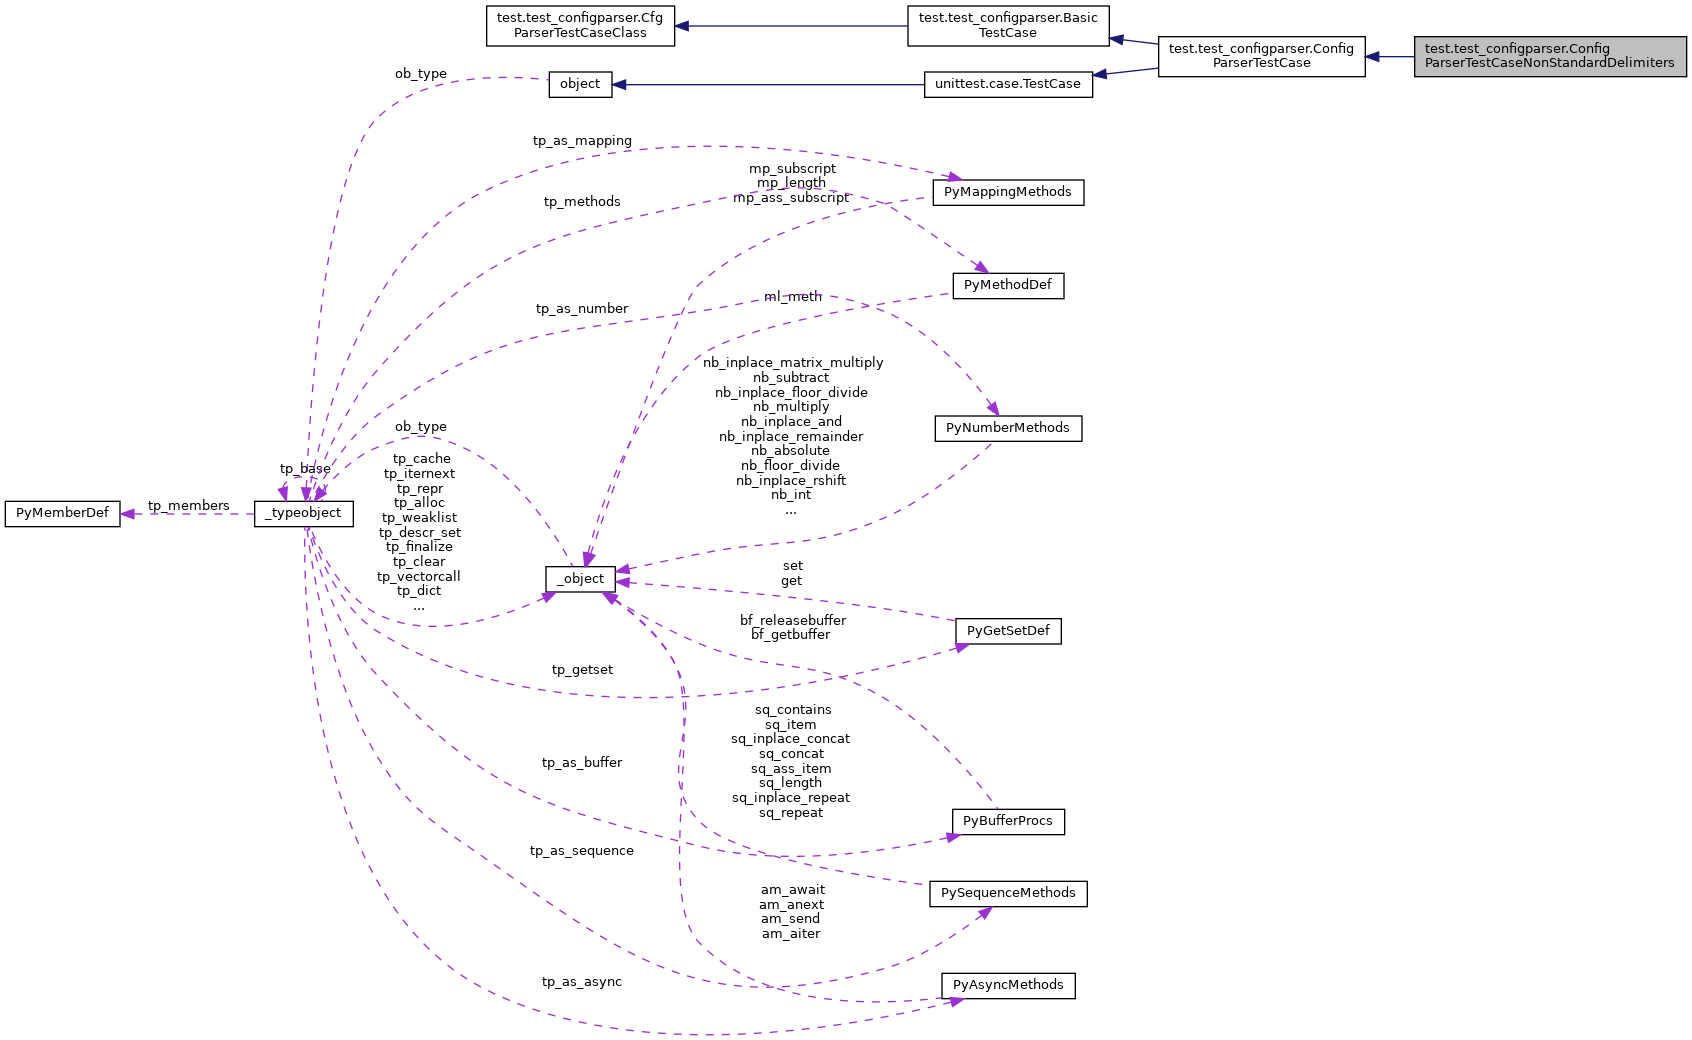 test.test_configparser.Cfg
ParserTestCaseClass
test.test_configparser.Basic
TestCase
test.test_configparser.Config
ParserTestCase
test.test_configparser.Config
ParserTestCaseNonStandardDelimiters
ob_type
object
unittest.case.TestCase
tp_as_mapping
mp_subscript
mp_length
mp_ass_subscript
PyMappingMethods
tp_methods
PyMethodDef
ml_meth
tp_as_number
nb_inplace_matrix_multiply
nb_subtract
nb_inplace_floor_divide
nb_multiply
nb_inplace_and
nb_inplace_remainder
nb_absolute
nb_floor_divide
nb_inplace_rshift
nb_int
...
PyNumberMethods
ob_type
tp_cache
tp_iternext
tp_repr
tp_alloc
tp_weaklist
tp_descr_set
tp_finalize
tp_clear
tp_vectorcall
tp_dict
...
tp_base
PyMemberDef
tp_members
_typeobject
_object
set
get
bf_releasebuffer
bf_getbuffer
PyGetSetDef
tp_getset
sq_contains
sq_item
sq_inplace_concat
sq_concat
sq_ass_item
sq_length
sq_inplace_repeat
sq_repeat
tp_as_buffer
PyBufferProcs
tp_as_sequence
PySequenceMethods
am_await
am_anext
am_send
am_aiter
tp_as_async
PyAsyncMethods